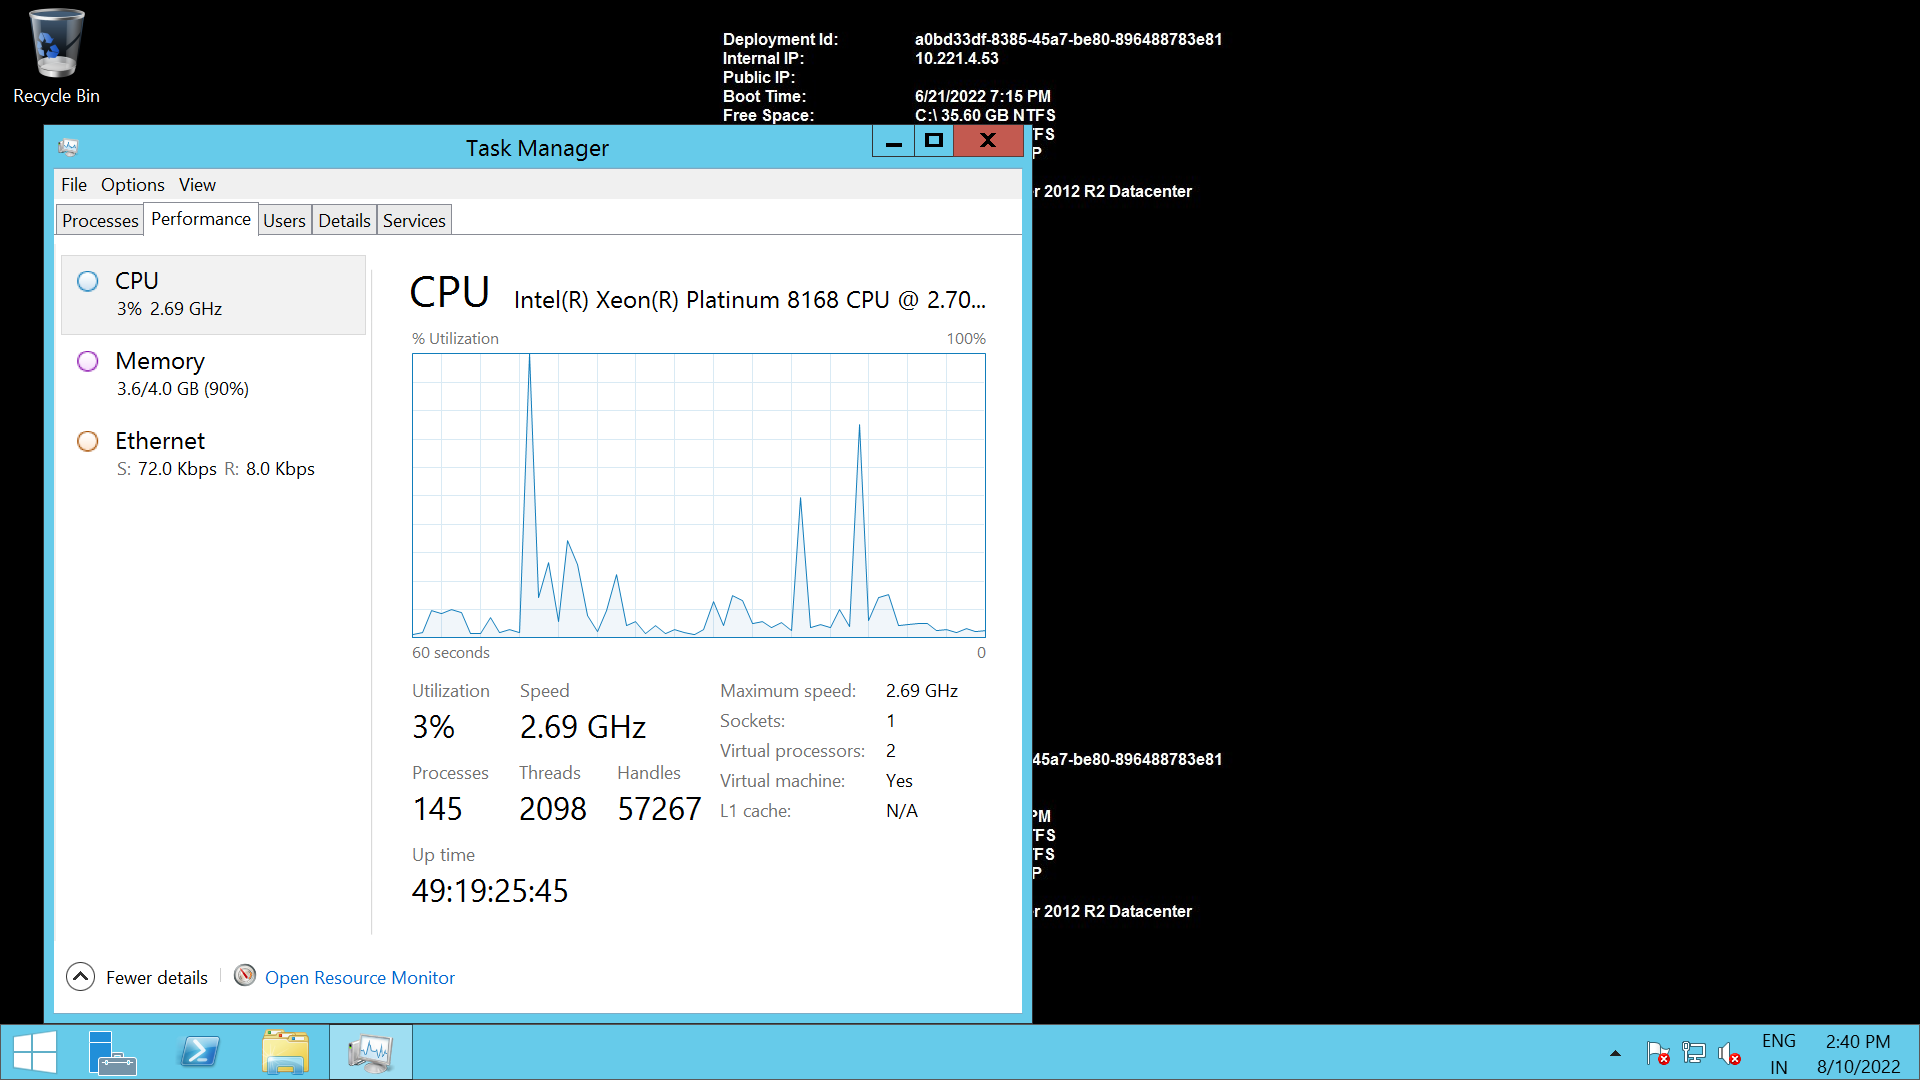 Recycle Bin
Deployment Id: a0bd33df-8385-45a7-be80-896488783e81
Internal IP: 10.221.4.53
Public IP:
Boot Time: 6/21/2022 7:15 PM
Free Space: C:\ 35.60 GB NTFS
TFS
P
r 2012 R2 Datacenter
Task Manager
File Options View
Processes Performance Users Details Services
CPU
3% 2.69 GHz
Memory
3.6/4.0 GB (90%)
Ethernet
S: 72.0 Kbps R: 8.0 Kbps
CPU Intel(R) Xeon(R) Platinum 8168 CPU @ 2.70...
% Utilization 100%
60 seconds 0
Utilization Speed
3% 2.69 GHz
Processes Threads Handles
145 2098 57267
Up time
49:19:25:45
Maximum speed: 2.69 GHz
Sockets: 1
Virtual processors: 2
Virtual machine: Yes
L1 cache: N/A
Fewer details Open Resource Monitor
45a7-be80-896488783e81
PM
TFS
TFS
P
r 2012 R2 Datacenter
ENG
IN
2:40 PM
8/10/2022